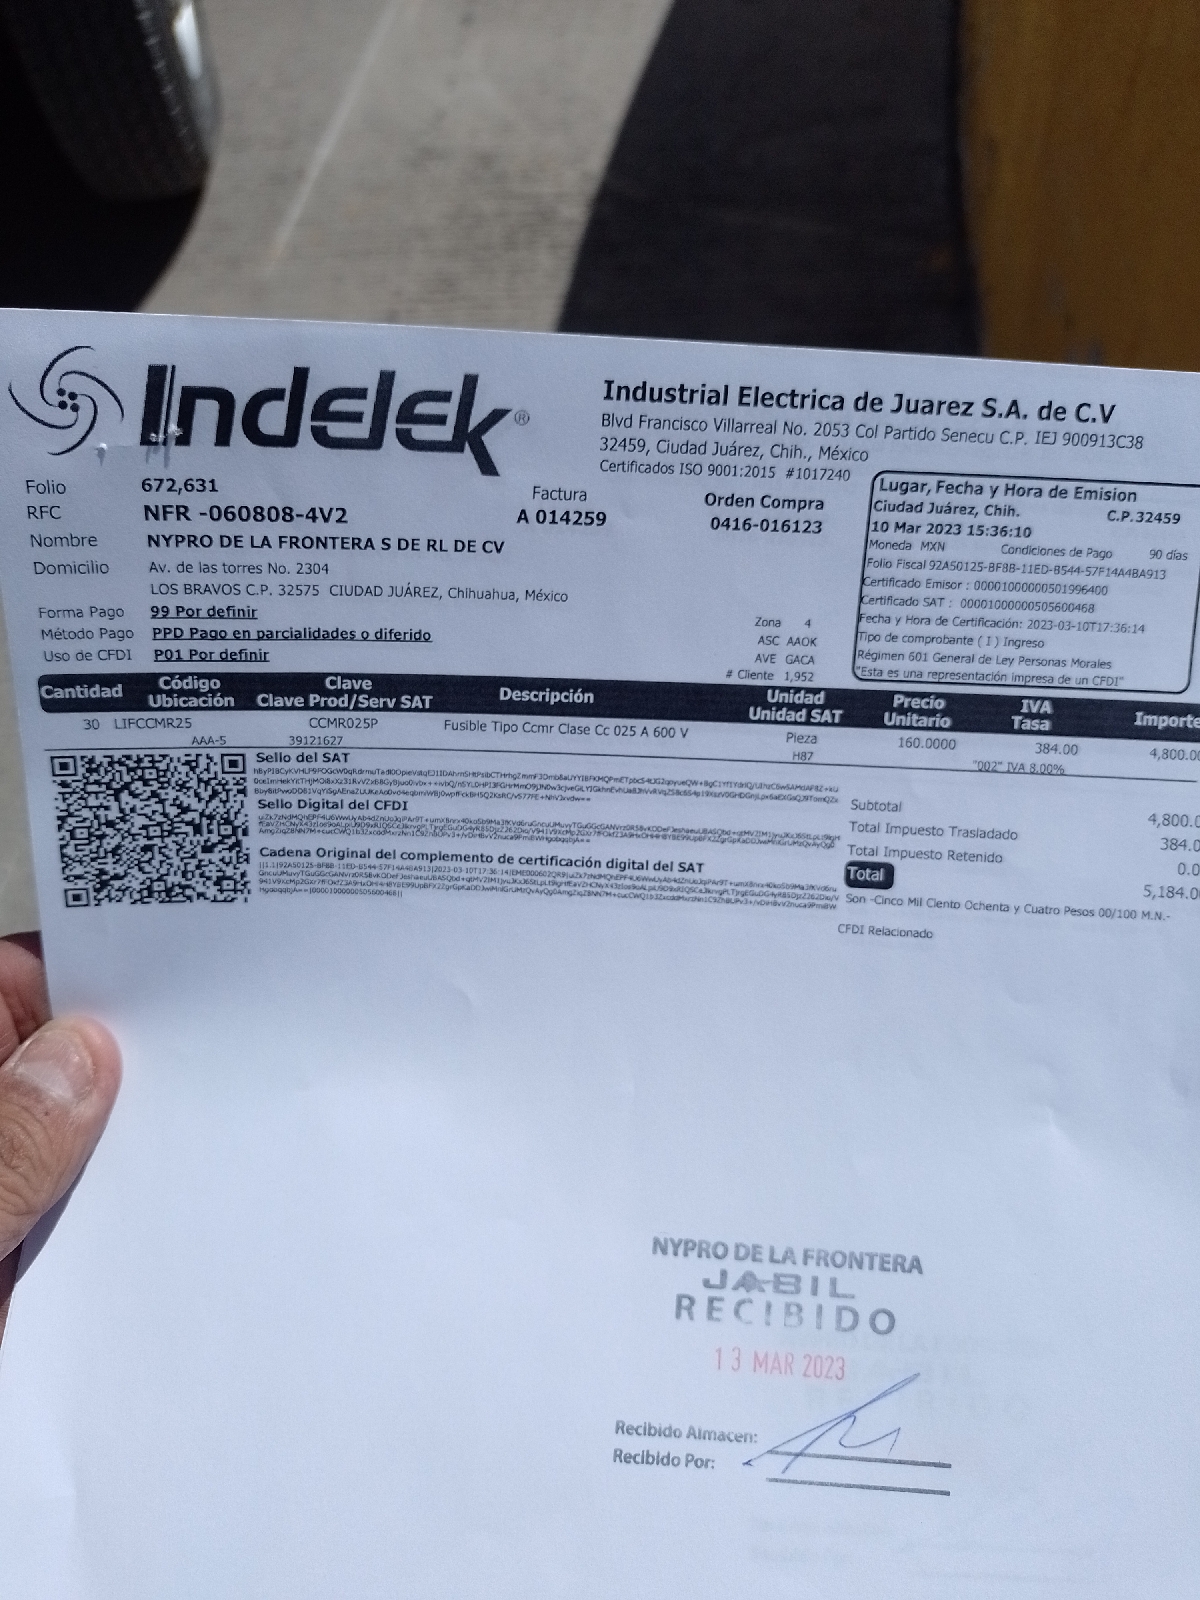 Indelek®
Industrial Electrica de Juarez S.A. de C.V
Blvd Francisco Villarreal No. 2053 Col Partido Senecu C.P. IEJ 900913C38
32459, Ciudad Juárez, Chih., México
Certificados ISO 9001:2015 #1017240
Folio 672,631
RFC NFR -060808-4V2
Factura
A 014259
Orden Compra
0416-016123
Nombre NYPRO DE LA FRONTERA S DE RL DE CV
Domicilio Av. de las torres No. 2304
LOS BRAVOS C.P. 32575 CIUDAD JUÁREZ, Chihuahua, México
Forma Pago 99 Por definir
Método Pago PPD Pago en parcialidades o diferido
Uso de CFDI P01 Por definir
Zona 4
ASC AAOK
AVE GACA
# Cliente 1,952
Lugar, Fecha y Hora de Emision
Ciudad Juárez, Chih. C.P.32459
10 Mar 2023 15:36:10
Moneda MXN Condiciones de Pago 90 días
Folio Fiscal 92A50125-BF8B-11ED-B544-57F14A4BA913
Certificado Emisor : 00001000000501996400
Certificado SAT : 00001000000505600468
Fecha y Hora de Certificación: 2023-03-10T17:36:14
Tipo de comprobante ( I ) Ingreso
Régimen 601 General de Ley Personas Morales
"Esta es una representación impresa de un CFDI"
Cantidad Código Ubicación Clave Clave Prod/Serv SAT Descripción Unidad Unidad SAT Precio Unitario IVA Tasa Importe
30 LIFCCMR25 CCMR025P Fusible Tipo Ccmr Clase Cc 025 A 600 V Pieza 160.0000 384.00 4,800.0
AAA-5 39121627 H87 "002" IVA 8.00%
Sello del SAT
Sello Digital del CFDI
Cadena Original del complemento de certificación digital del SAT
Subtotal 4,800.0
Total Impuesto Trasladado 384.0
Total Impuesto Retenido 0.0
Total 5,184.0
Son -Cinco Mil Ciento Ochenta y Cuatro Pesos 00/100 M.N.-
CFDI Relacionado
NYPRO DE LA FRONTERA
JABIL
RECIBIDO
13 MAR 2023
Recibido Almacen:
Recibido Por: